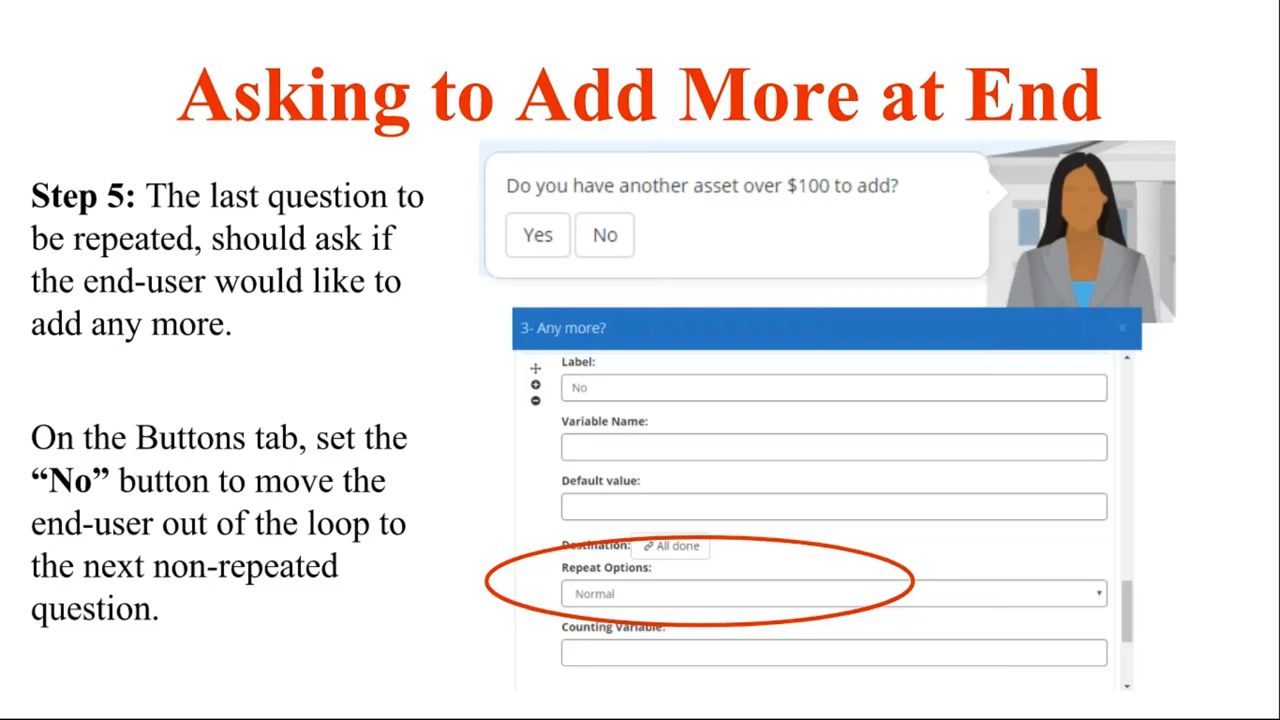 Asking to Add More at End
Step 5: The last question to
be repeated, should ask if
the end-user would like to
add any more.
On the Buttons tab, set the
“No” button to move the
end-user out of the loop to
the next non-repeated
question.
Do you have another asset over $100 to add?
Yes No
3- Any more? x
Label:
No
Variable Name:
Default value:
Destination: All done
Repeat Options:
Normal
Counting Variable: